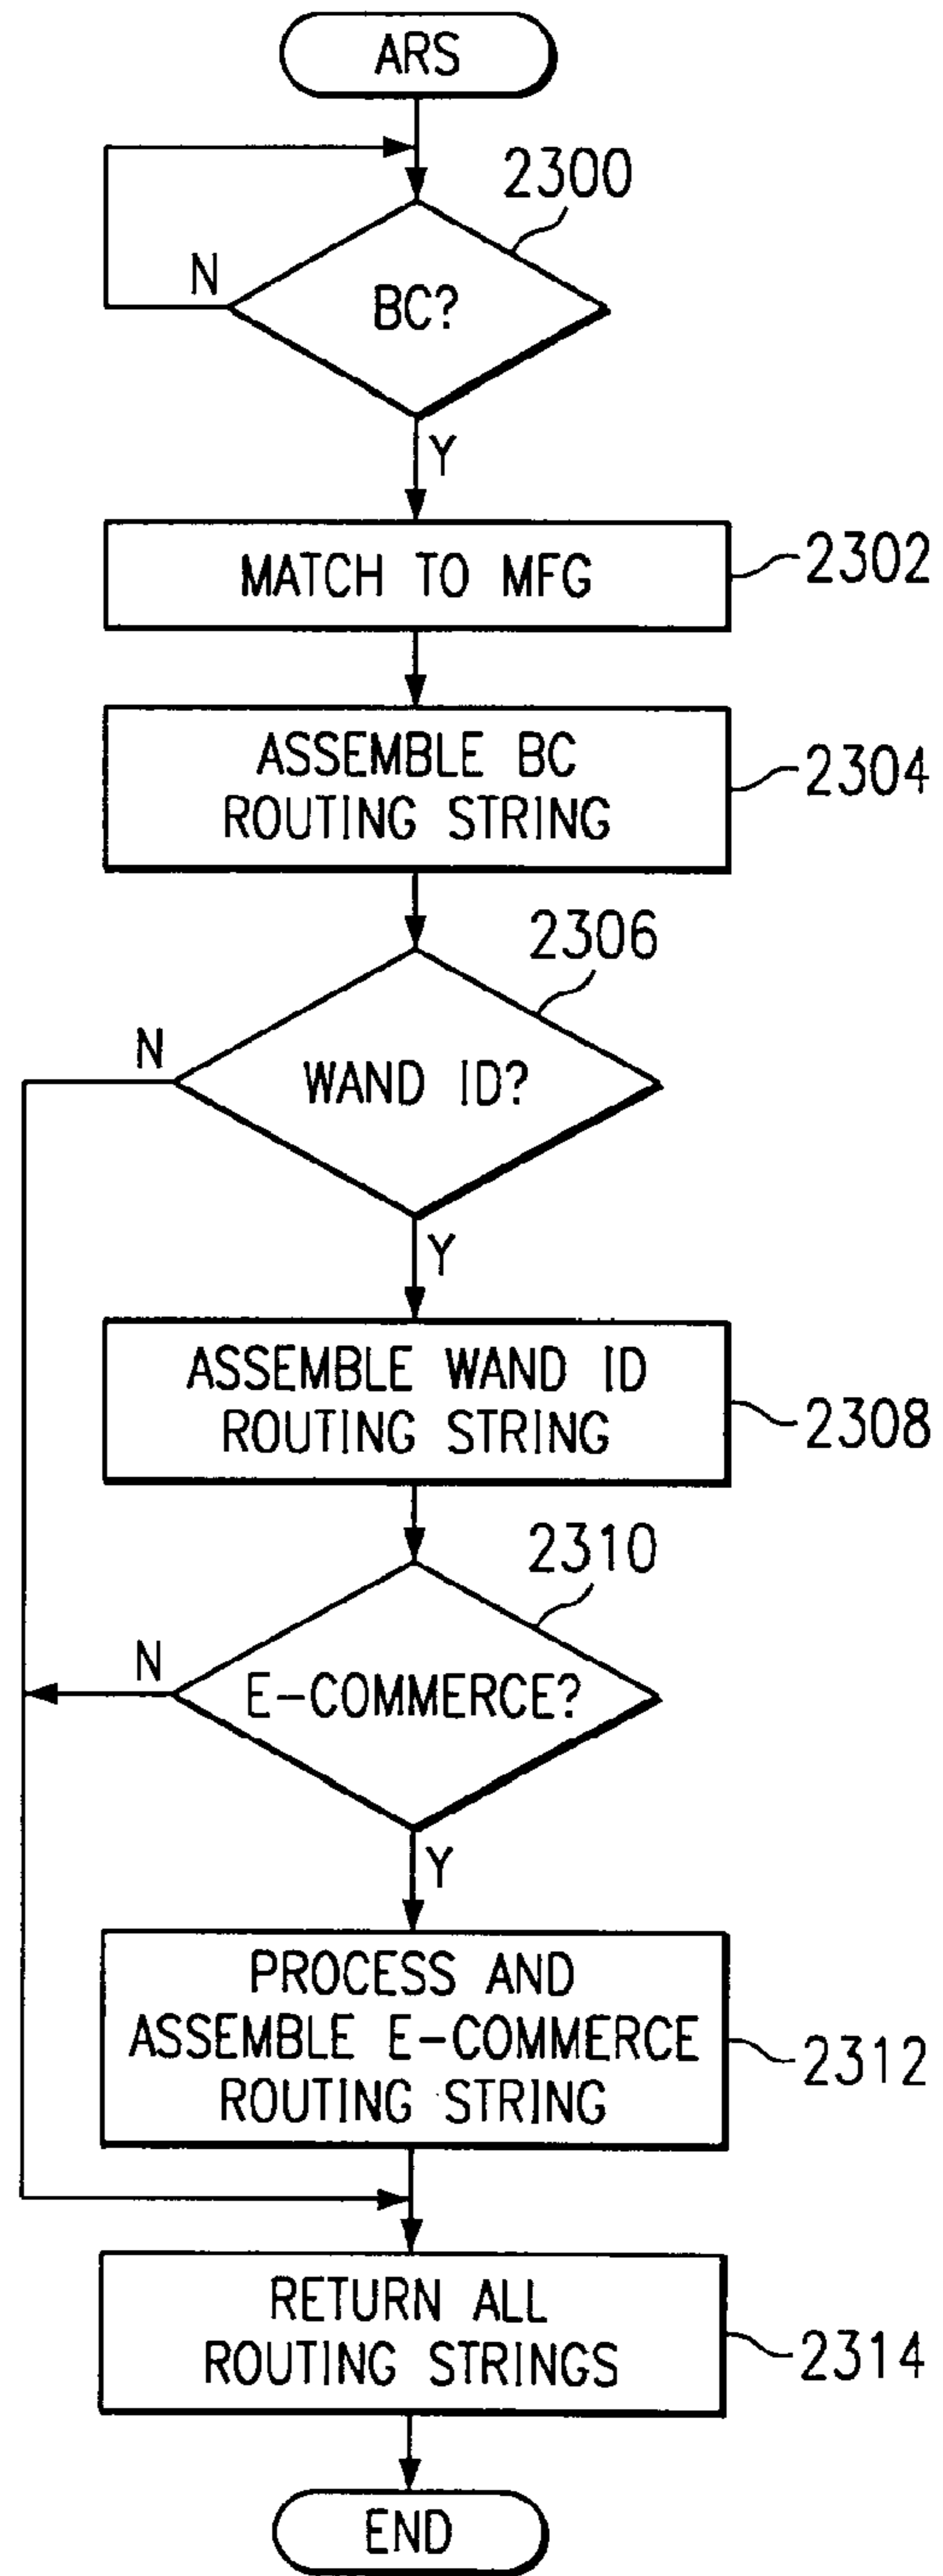 ARS
2300
N
BC?
Y
MATCH TO MFG
2302
ASSEMBLE BC
ROUTING STRING
2304
2306
N
WAND ID?
Y
ASSEMBLE WAND ID
ROUTING STRING
2308
2310
N
E-COMMERCE?
Y
PROCESS AND
ASSEMBLE E-COMMERCE
ROUTING STRING
2312
RETURN ALL
ROUTING STRINGS
2314
END